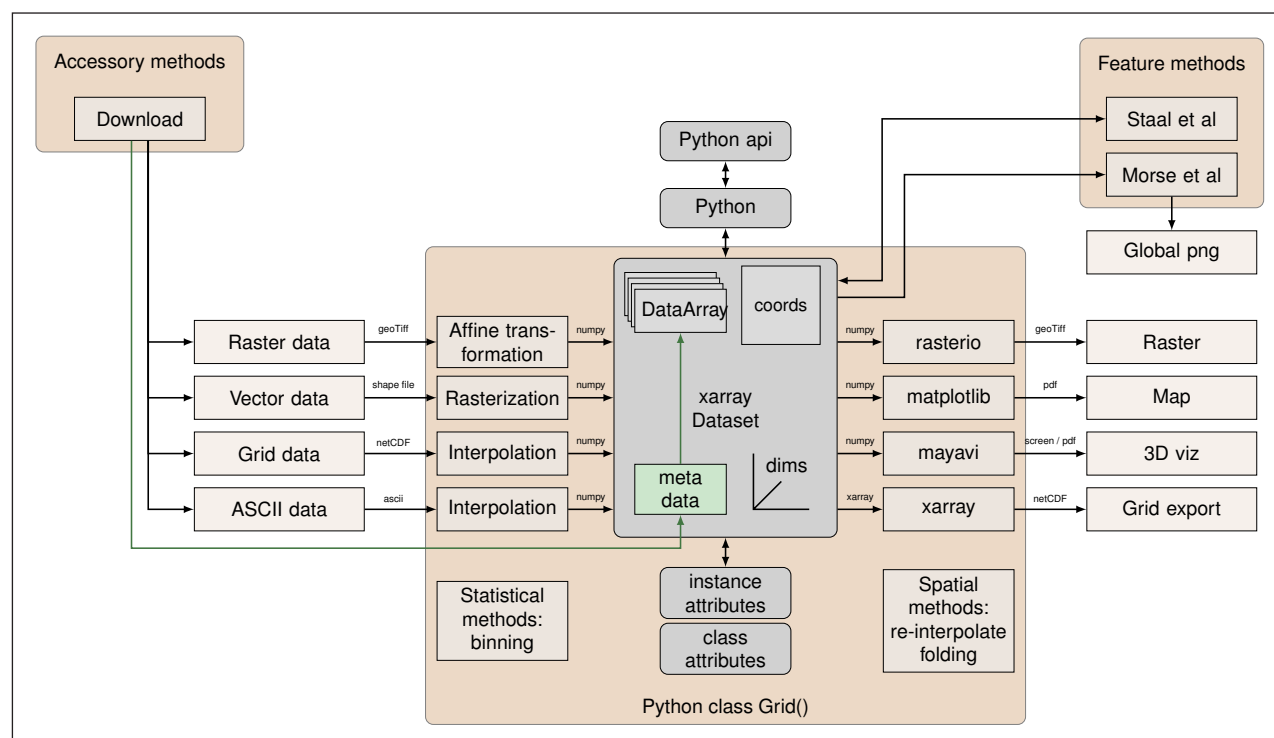 Accessory methods
Download
Feature methods
Staal et al
Morse et al
Global png
Python api
Python
DataArray
coords
xarray
Dataset
meta
data
dims
Raster data
geoTiff
Affine trans-
formation
numpy
numpy
rasterio
geoTiff
Raster
Vector data
shape file
Rasterization
numpy
numpy
matplotlib
pdf
Map
Grid data
netCDF
Interpolation
numpy
numpy
mayavi
screen / pdf
3D viz
ASCII data
ascii
Interpolation
numpy
xarray
xarray
netCDF
Grid export
Statistical
methods:
binning
instance
attributes
class
attributes
Spatial
methods:
re-interpolate
folding
Python class Grid()